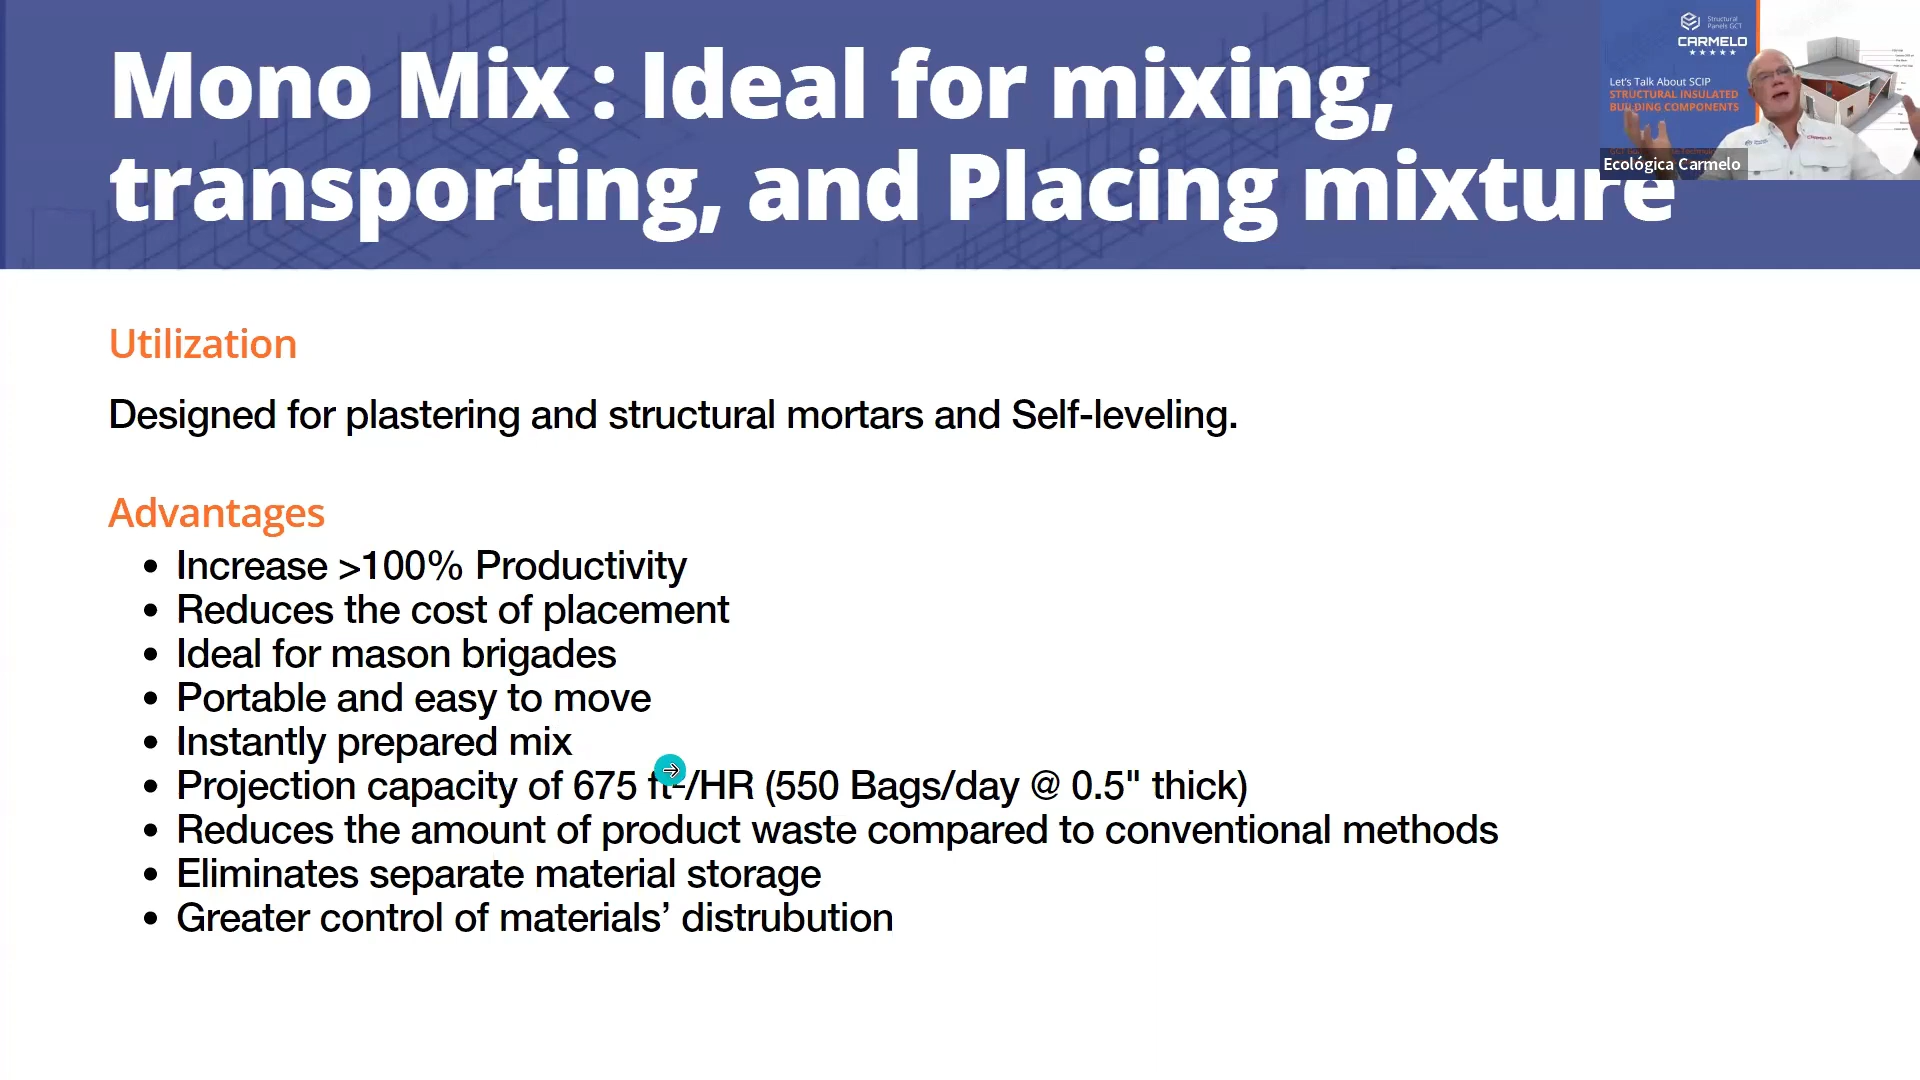 Mono Mix : Ideal for mixing,
transporting, and Placing mixture
Structural
Panels GCT
CARMELO
Let's Talk About SCIP
STRUCTURAL INSULATED
BUILDING COMPONENTS
Ecológica Carmelo
Utilization
Designed for plastering and structural mortars and Self-leveling.
Advantages
• Increase >100% Productivity
• Reduces the cost of placement
• Ideal for mason brigades
• Portable and easy to move
• Instantly prepared mix
• Projection capacity of 675 ft²/HR (550 Bags/day @ 0.5" thick)
• Reduces the amount of product waste compared to conventional methods
• Eliminates separate material storage
• Greater control of materials’ distrubution